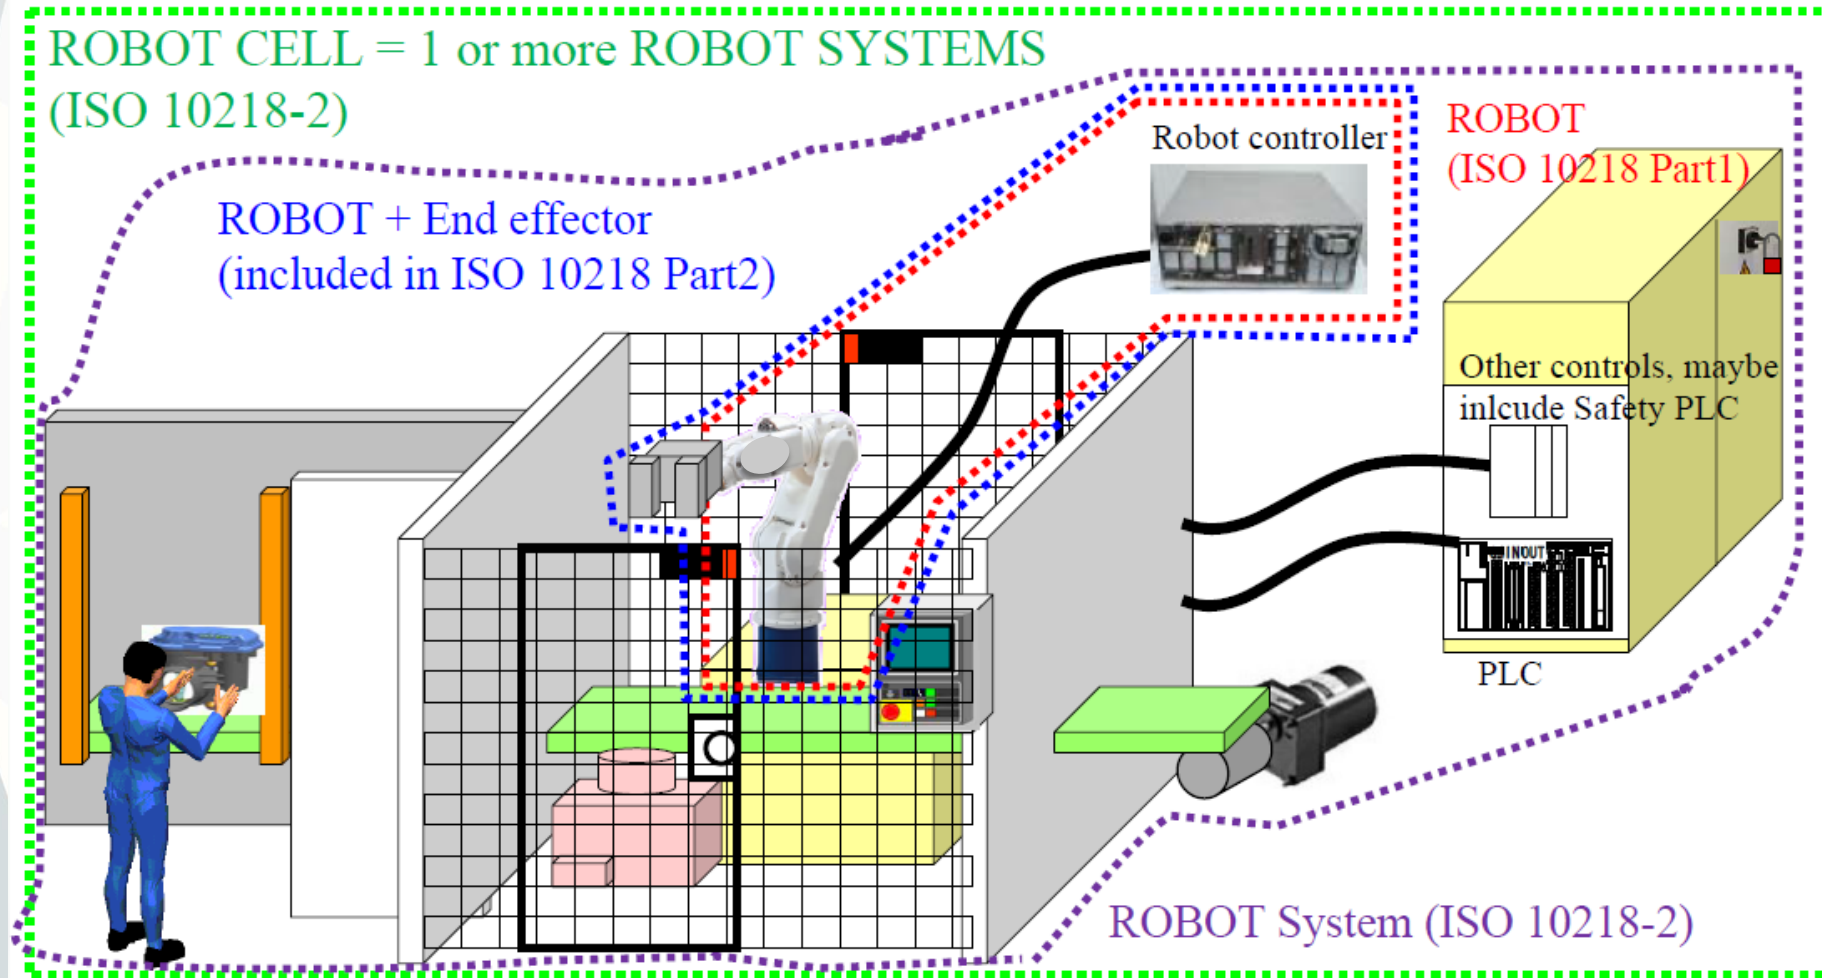 ROBOT CELL = 1 or more ROBOT SYSTEMS
(ISO 10218-2)
ROBOT
(ISO 10218 Part1)
Robot controller
ROBOT + End effector
(included in ISO 10218 Part2)
Other controls, maybe
inlcude Safety PLC
INOUT
PLC
ROBOT System (ISO 10218-2)